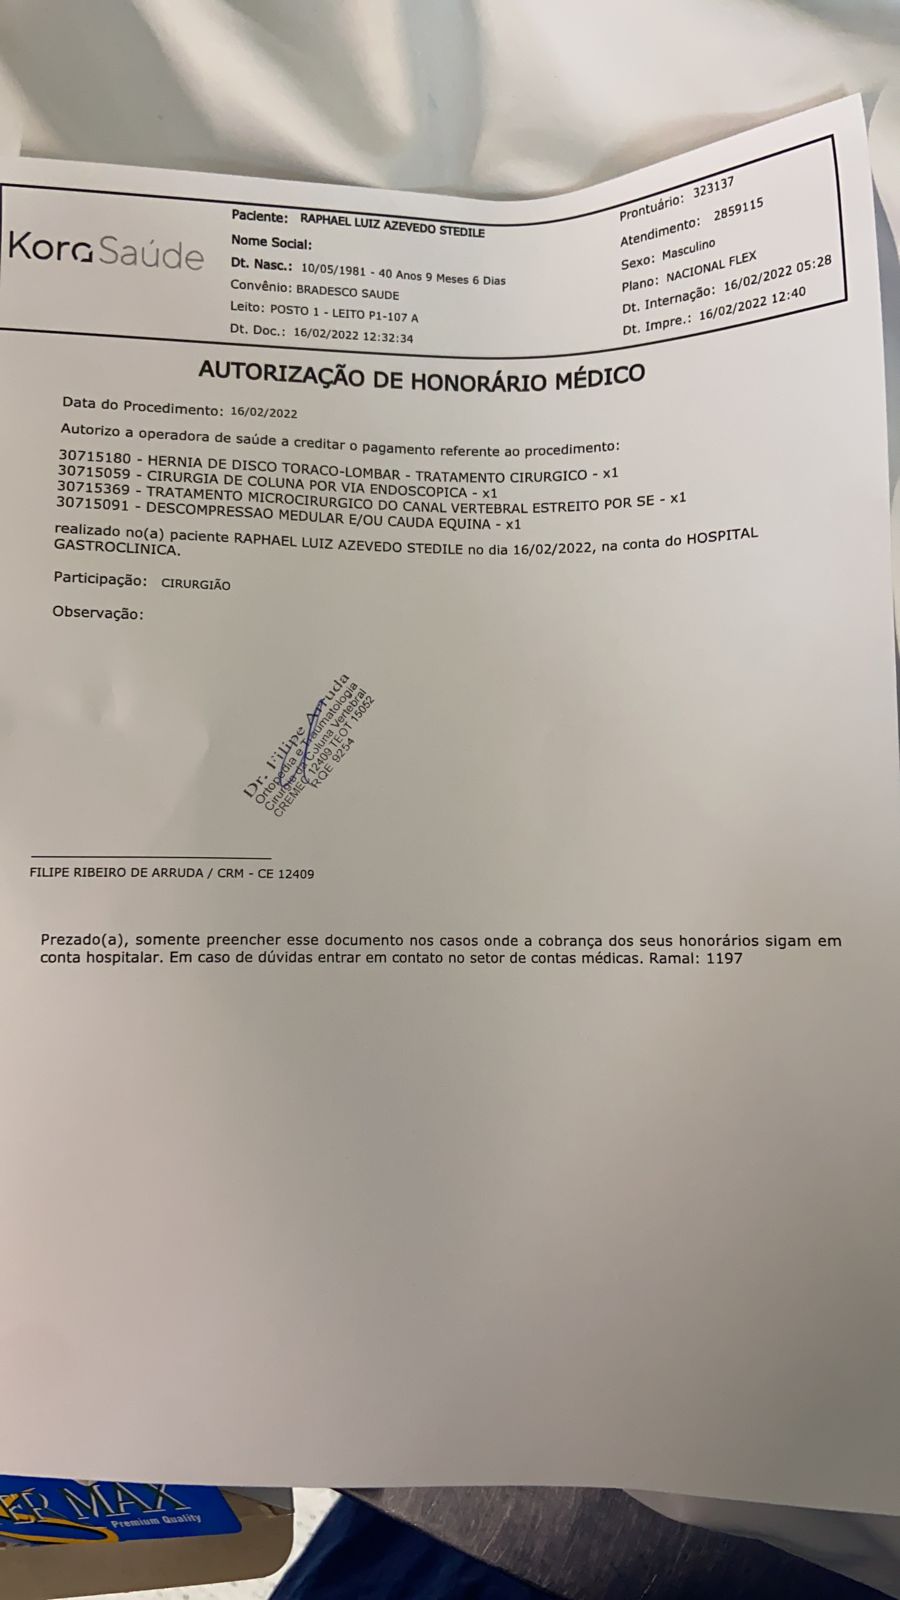 Kora Saúde
Paciente: RAPHAEL LUIZ AZEVEDO STEDILE
Nome Social:
Dt. Nasc.: 10/05/1981 - 40 Anos 9 Meses 6 Dias
Convênio: BRADESCO SAUDE
Leito: POSTO 1 - LEITO P1-107 A
Dt. Doc.: 16/02/2022 12:32:34
Prontuário: 323137
Atendimento: 2859115
Sexo: Masculino
Plano: NACIONAL FLEX
Dt. Internação: 16/02/2022 05:28
Dt. Impre.: 16/02/2022 12:40
AUTORIZAÇÃO DE HONORÁRIO MÉDICO
Data do Procedimento: 16/02/2022
Autorizo a operadora de saúde a creditar o pagamento referente ao procedimento:
30715180 - HERNIA DE DISCO TORACO-LOMBAR - TRATAMENTO CIRURGICO - x1
30715059 - CIRURGIA DE COLUNA POR VIA ENDOSCOPICA - x1
30715369 - TRATAMENTO MICROCIRURGICO DO CANAL VERTEBRAL ESTREITO POR SE - x1
30715091 - DESCOMPRESSAO MEDULAR E/OU CAUDA EQUINA - x1
realizado no(a) paciente RAPHAEL LUIZ AZEVEDO STEDILE no dia 16/02/2022, na conta do HOSPITAL
GASTROCLINICA.
Participação: CIRURGIÃO
Observação:
Dr. Filipe Arruda
Ortopedia e Traumatologia
Cirurgia da Coluna Vertebral
CREMEC 12409 TEOT 15052
RQE 9254
FILIPE RIBEIRO DE ARRUDA / CRM - CE 12409
Prezado(a), somente preencher esse documento nos casos onde a cobrança dos seus honorários sigam em
conta hospitalar. Em caso de dúvidas entrar em contato no setor de contas médicas. Ramal: 1197
MAX
Premium Quality